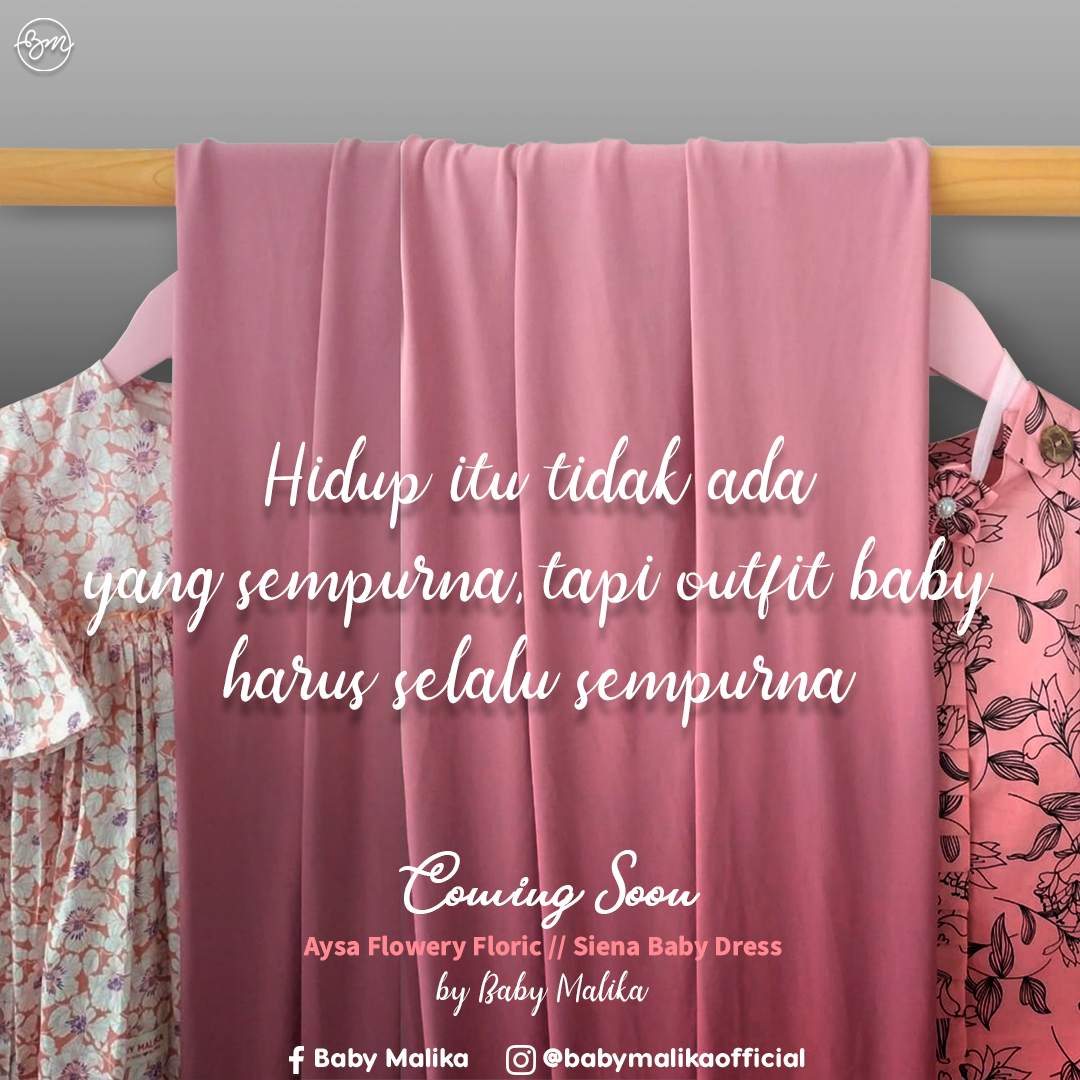 BM
Hidup itu tidak ada
yang sempurna, tapi outfit baby
harus selalu sempurna
Coming Soon
Aysa Flowery Floric // Siena Baby Dress
by Baby Malika
Baby Malika @babymalikaofficial